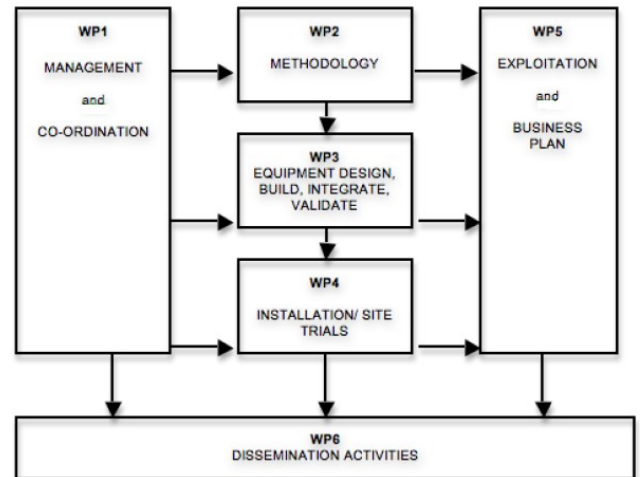 WP1
MANAGEMENT
and
CO-ORDINATION
WP2
METHODOLOGY
WP5
EXPLOITATION
and
BUSINESS
PLAN
WP3
EQUIPMENT DESIGN,
BUILD, INTEGRATE,
VALIDATE
WP4
INSTALLATION/ SITE
TRIALS
WP6
DISSEMINATION ACTIVITIES